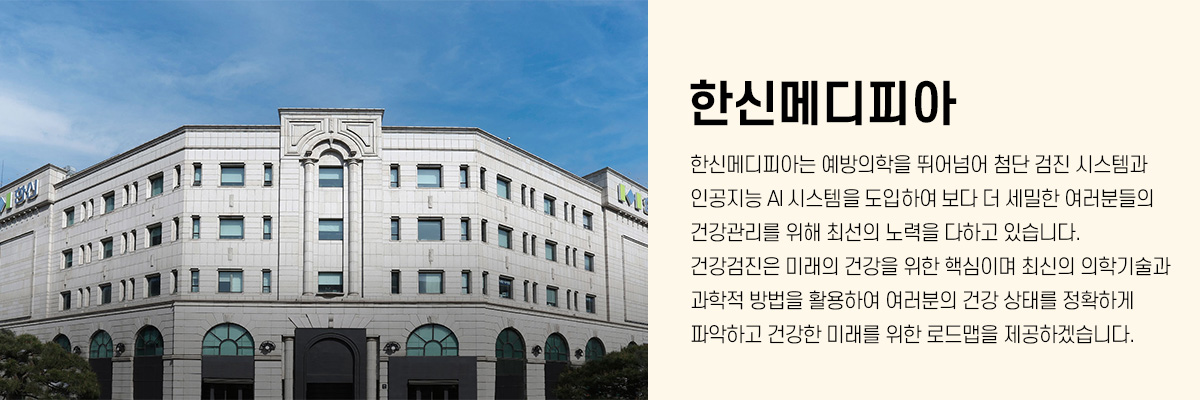 한신
한신메디피아
한신메디피아는 예방의학을 뛰어넘어 첨단 검진 시스템과
인공지능 AI 시스템을 도입하여 보다 더 세밀한 여러분들의
건강관리를 위해 최선의 노력을 다하고 있습니다.
건강검진은 미래의 건강을 위한 핵심이며 최신의 의학기술과
과학적 방법을 활용하여 여러분의 건강 상태를 정확하게
파악하고 건강한 미래를 위한 로드맵을 제공하겠습니다.